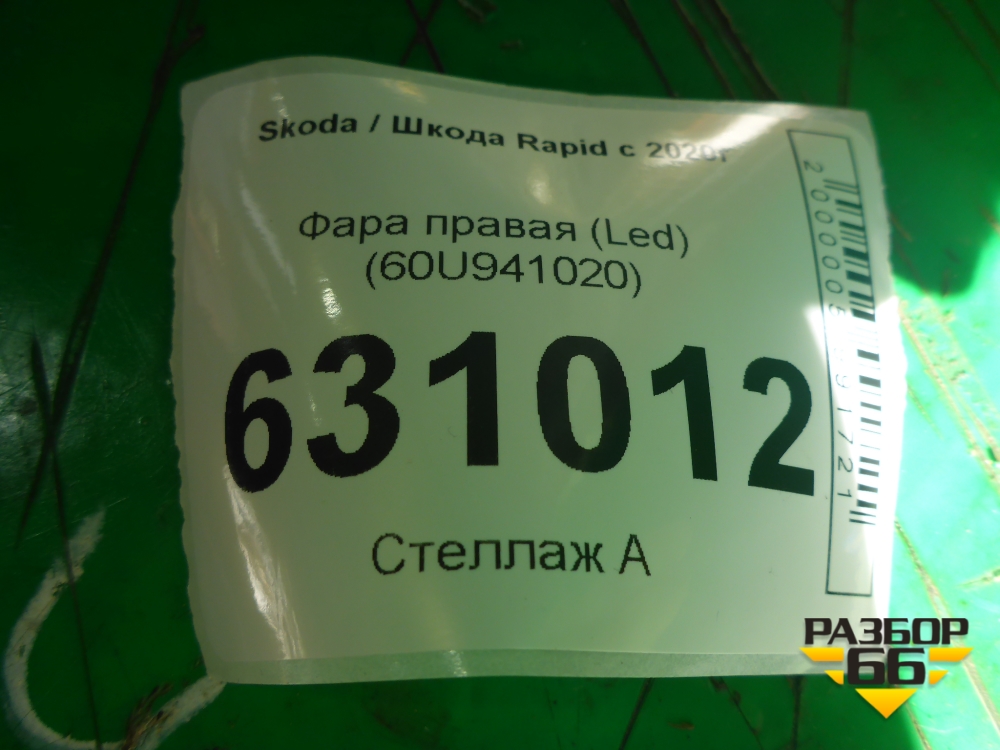 Skoda / Шкода Rapid с 2020г
Фара правая (Led)
(60U941020)
631012
Стеллаж А
РАЗБОР
66